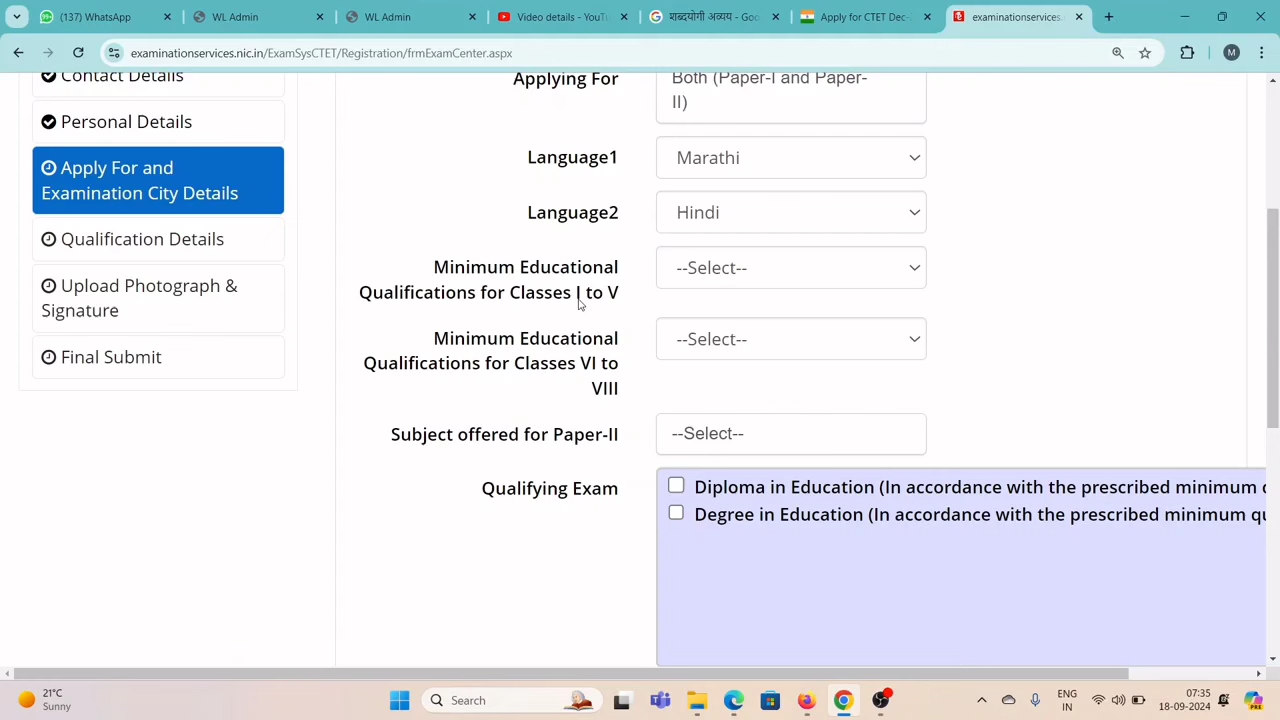 (137) WhatsApp
WL Admin
WL Admin
Video details - YouT
शब्दयोगी अव्यय - Goo
Apply for CTET Dec-2
examinationservices.
examinationservices.nic.in/ExamSysCTET/Registration/frmExamCenter.aspx
M
Contact Details
Personal Details
Apply For and
Examination City Details
Qualification Details
Upload Photograph &
Signature
Final Submit
Applying For
Both (Paper-I and Paper-
II)
Language1
Marathi
Language2
Hindi
Minimum Educational
Qualifications for Classes I to V
--Select--
Minimum Educational
Qualifications for Classes VI to
VIII
--Select--
Subject offered for Paper-II
--Select--
Qualifying Exam
Diploma in Education (In accordance with the prescribed minimum
Degree in Education (In accordance with the prescribed minimum qu
21°C
Sunny
Search
ENG
IN
07:35
18-09-2024
PRE